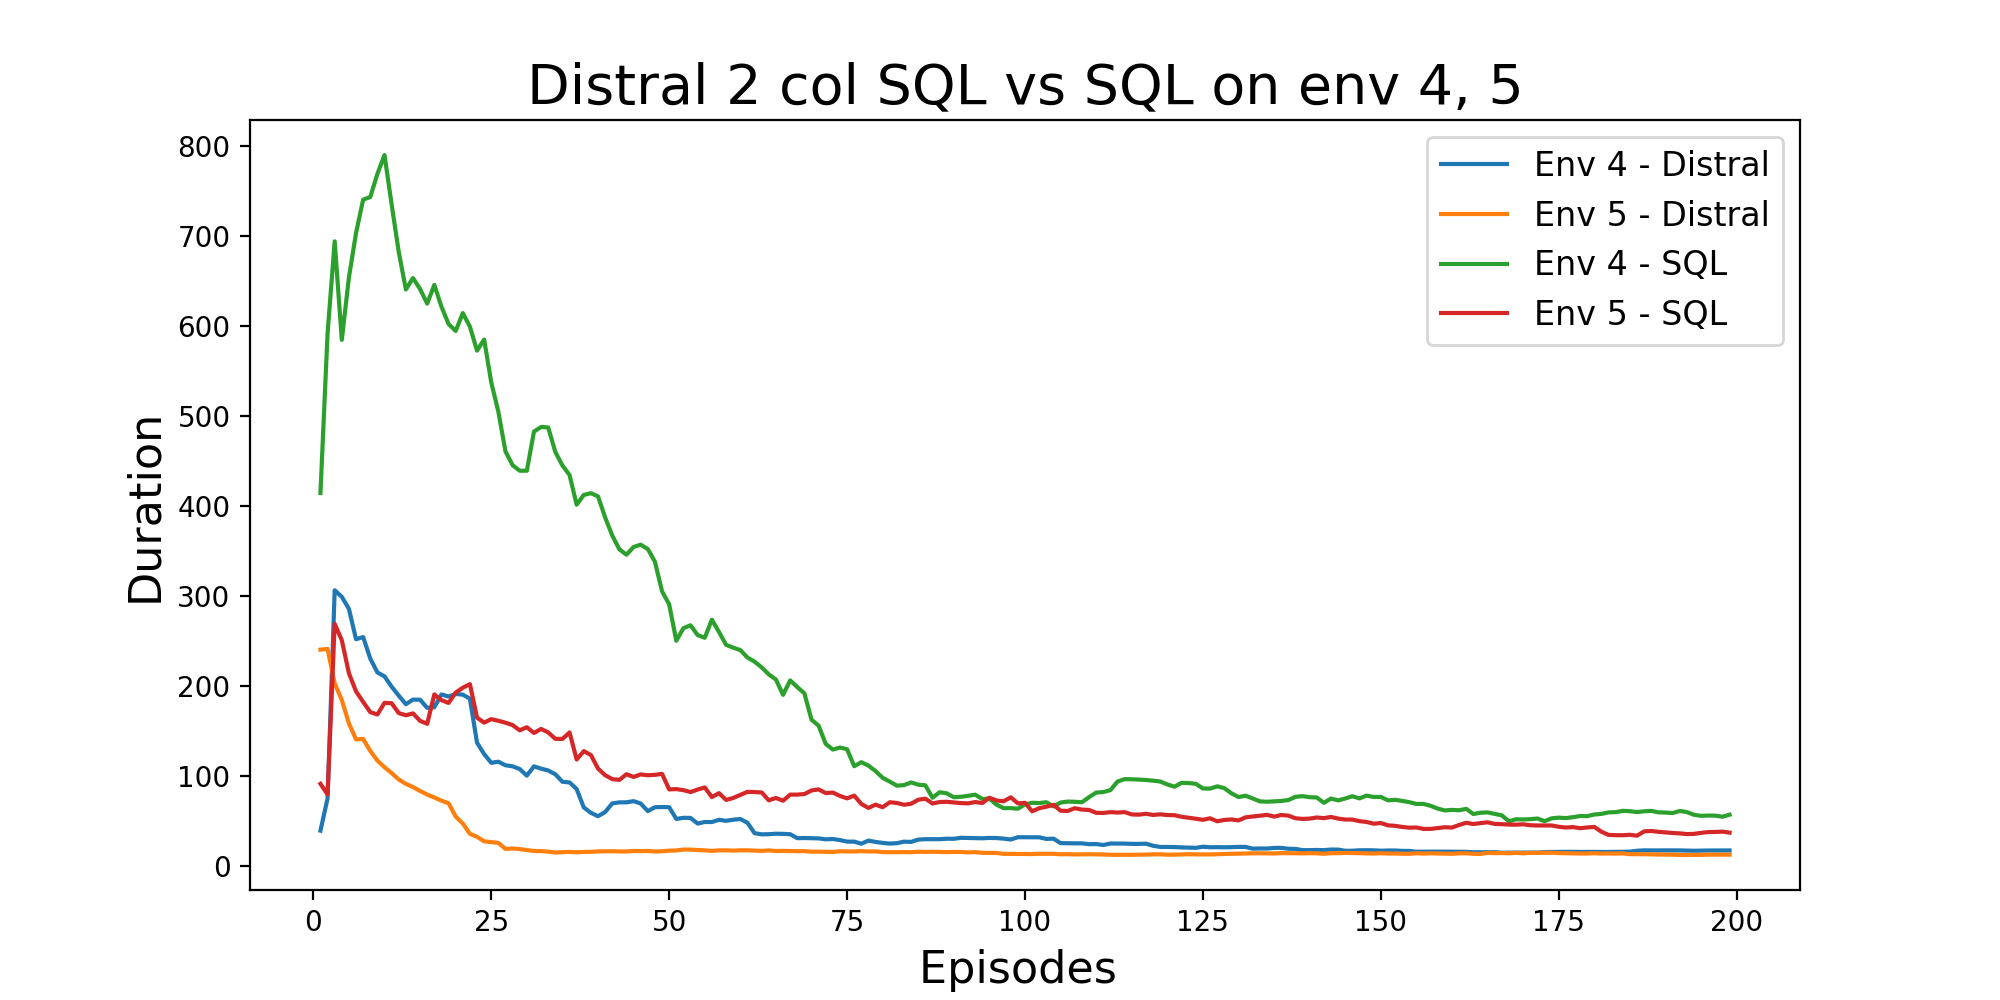 Distral 2 col SQL vs SQL on env 4, 5
800
700
600
500
400
300
200
100
0
Duration
Env 4 - Distral
Env 5 - Distral
Env 4 - SQL
Env 5 - SQL
0 25 50 75 100 125 150 175 200
Episodes